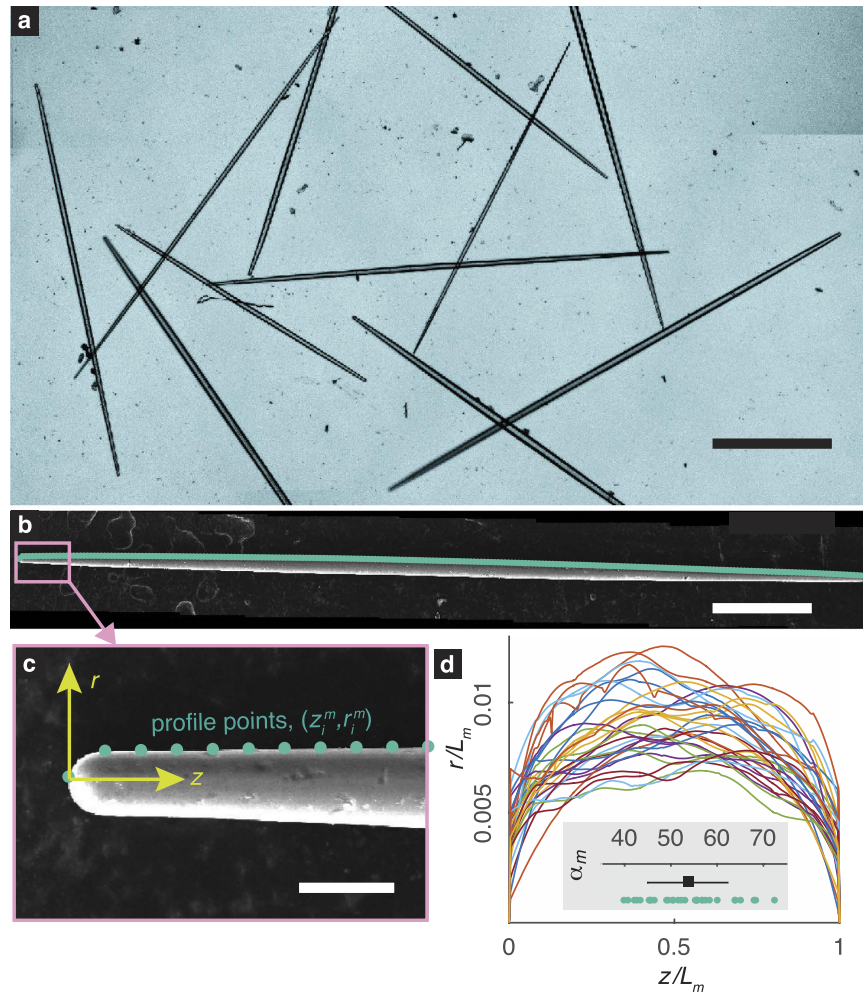 a
b
c
r
profile points, (z_i^m, r_i^m)
z
d
r/L_m
0.01
0.005
α_m
40 50 60 70
0 0.5 1
z/L_m